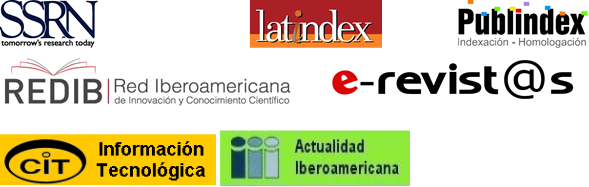 SSRN
tomorrow's research today
latindex
Publindex
Indexación - Homologación
REDIB
Red Iberoamericana
de Innovación y Conocimiento Científico
e-revist@s
CIT
Información
Tecnológica
Actualidad
Iberoamericana